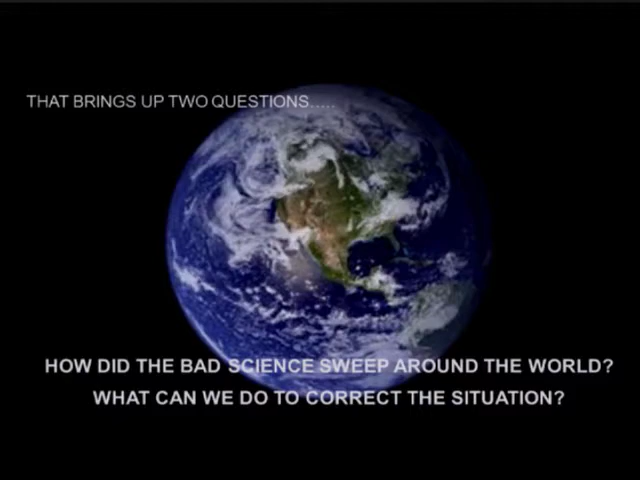 THAT BRINGS UP TWO QUESTIONS.....
HOW DID THE BAD SCIENCE SWEEP AROUND THE WORLD?
WHAT CAN WE DO TO CORRECT THE SITUATION?